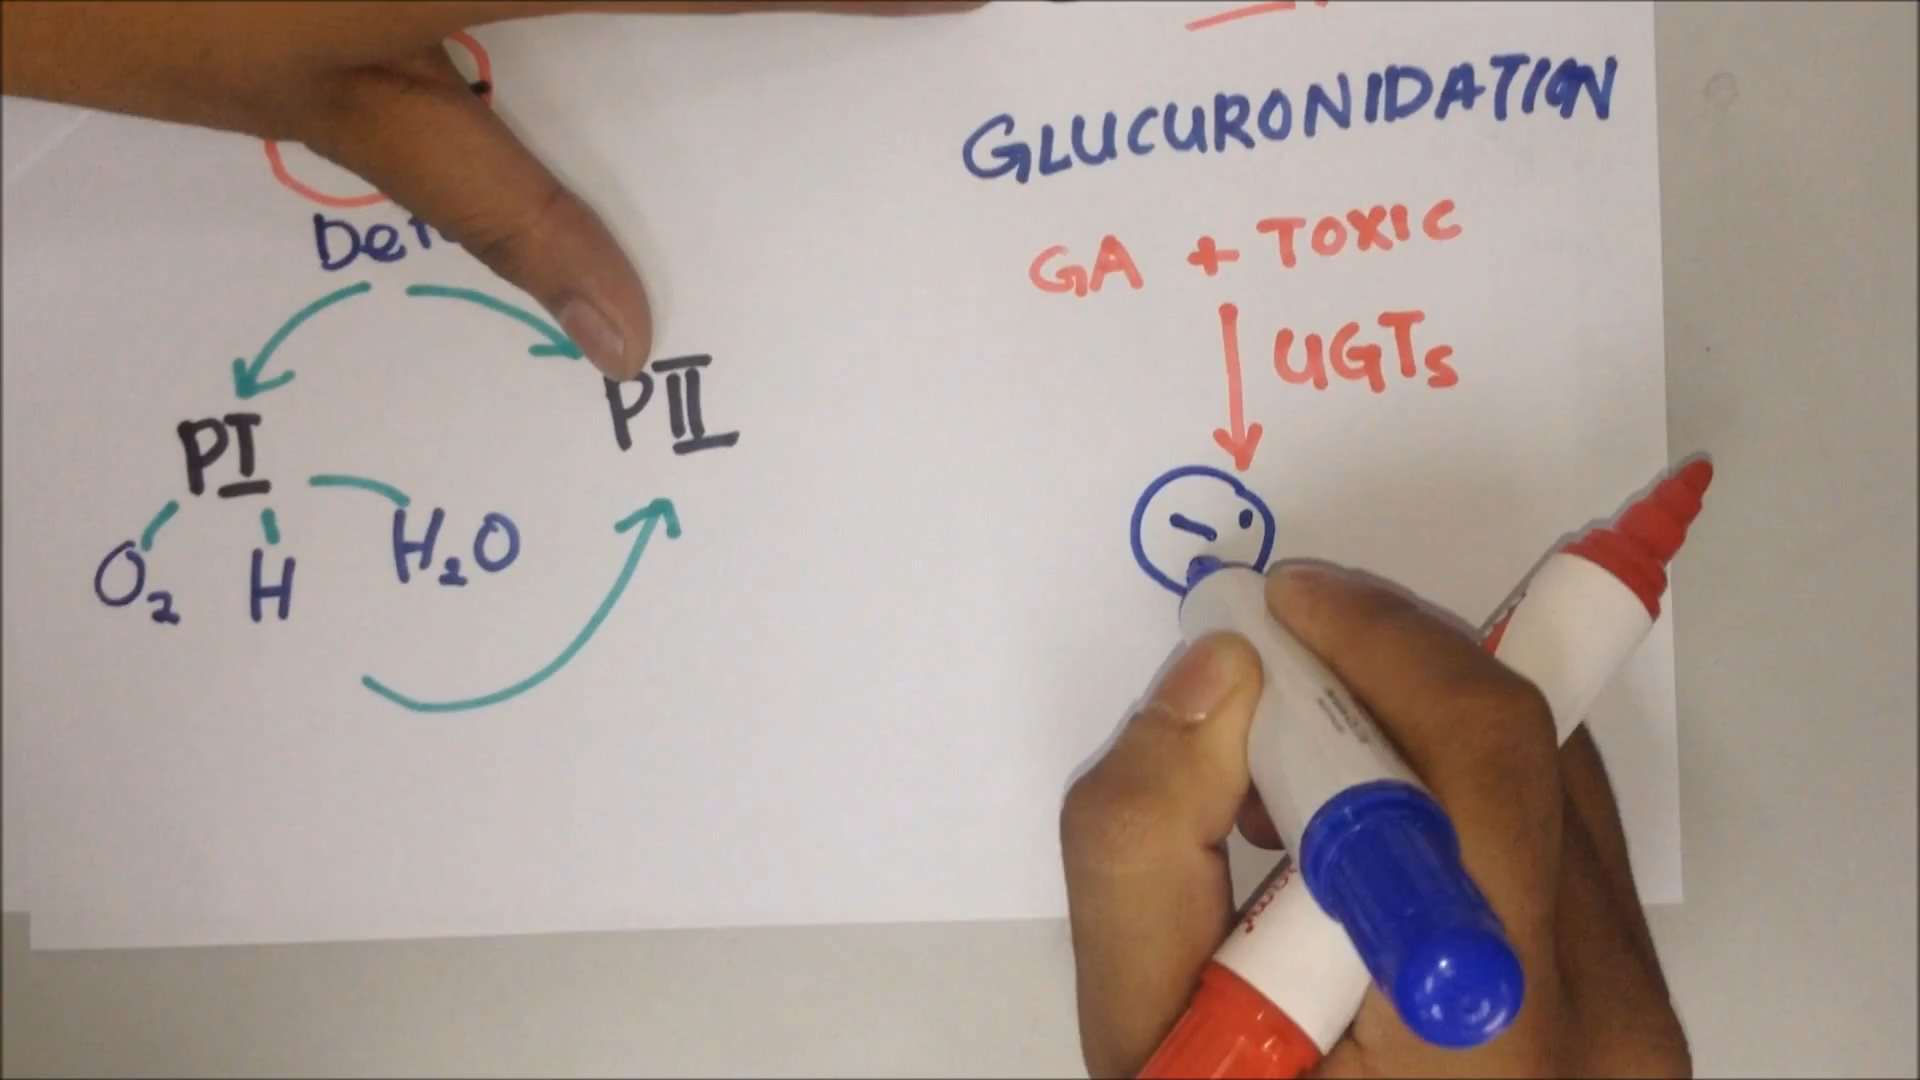 GLUCURONIDATION
GA + TOXIC
UGTs
PI
PII
O2
H
H2O